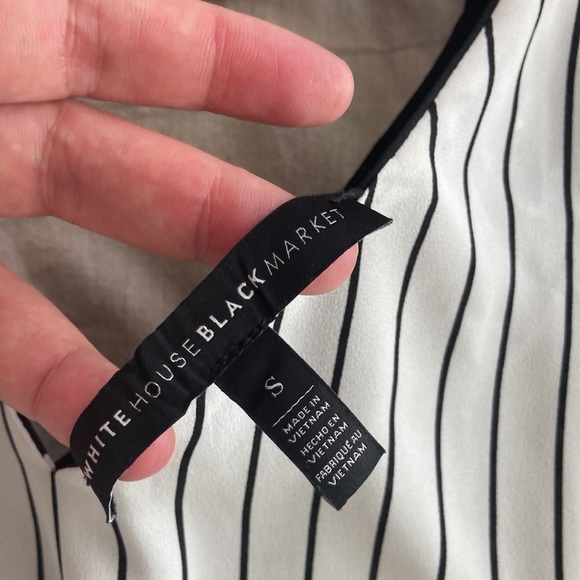 WHITEHOUSEBLACKMARKET
S
MADE IN
VIETNAM
HECHO EN
VIETNAM
FABRIQUÉ AU
VIETNAM